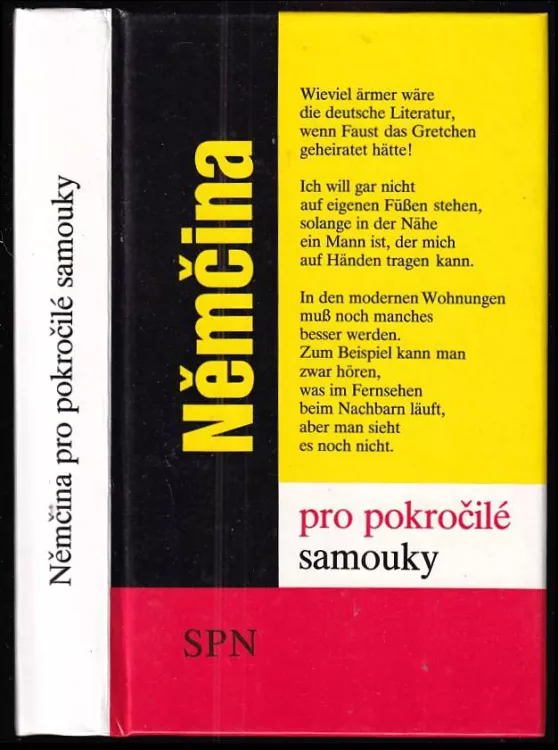 Němčina pro pokročilé samouky
Němčina
Wieviel ärmer wäre
die deutsche Literatur,
wenn Faust das Gretchen
geheiratet hätte!
Ich will gar nicht
auf eigenen Füßen stehen,
solange in der Nähe
ein Mann ist, der mich
auf Händen tragen kann.
In den modernen Wohnungen
muß noch manches
besser werden.
Zum Beispiel kann man
zwar hören,
was im Fernsehen
beim Nachbarn läuft,
aber man sieht
es noch nicht.
pro pokročilé
samouky
SPN